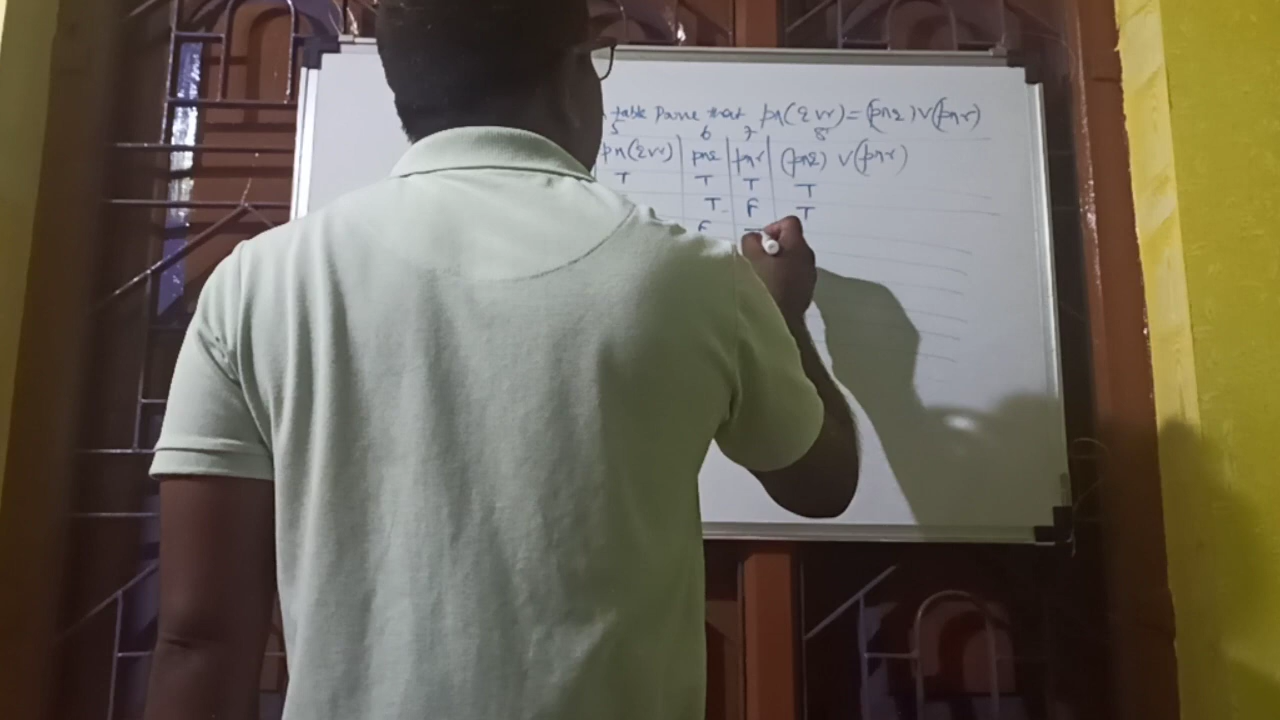 table Prove that p∧(q∨r)=(p∧q)∨(p∧r)
5 6 7 8
p∧(q∨r) p∧q p∧r (p∧q) ∨(p∧r)
T T T T
T F T
F